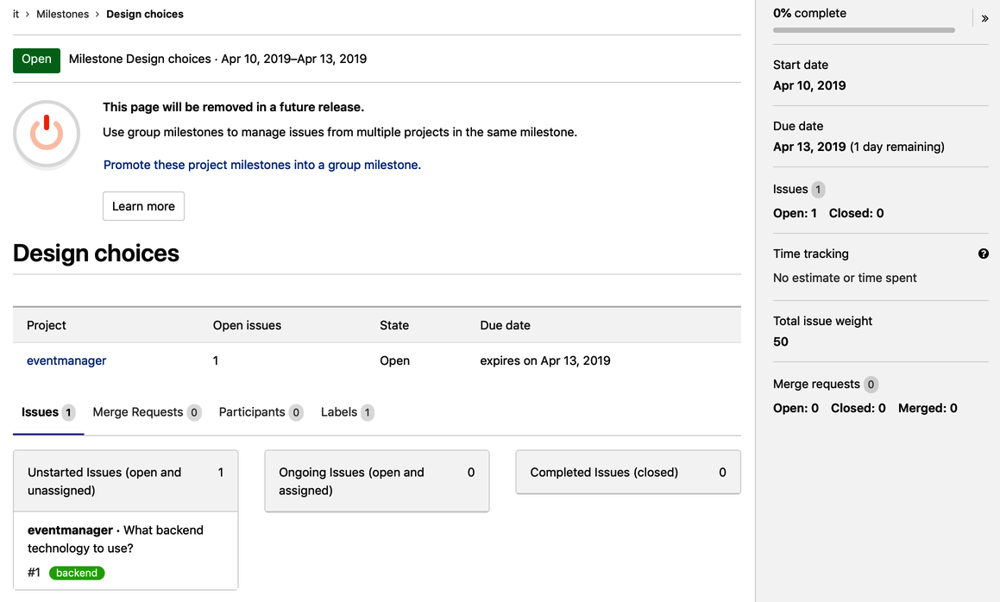 it › Milestones › Design choices
Open Milestone Design choices · Apr 10, 2019–Apr 13, 2019
This page will be removed in a future release.
Use group milestones to manage issues from multiple projects in the same milestone.
Promote these project milestones into a group milestone.
Learn more
Design choices
Project Open issues State Due date
eventmanager 1 Open expires on Apr 13, 2019
Issues 1 Merge Requests 0 Participants 0 Labels 1
Unstarted Issues (open and
unassigned)
1
eventmanager · What backend
technology to use?
#1 backend
Ongoing Issues (open and
assigned)
0
Completed Issues (closed) 0
0% complete »
Start date
Apr 10, 2019
Due date
Apr 13, 2019 (1 day remaining)
Issues 1
Open: 1 Closed: 0
Time tracking ?
No estimate or time spent
Total issue weight
50
Merge requests 0
Open: 0 Closed: 0 Merged: 0